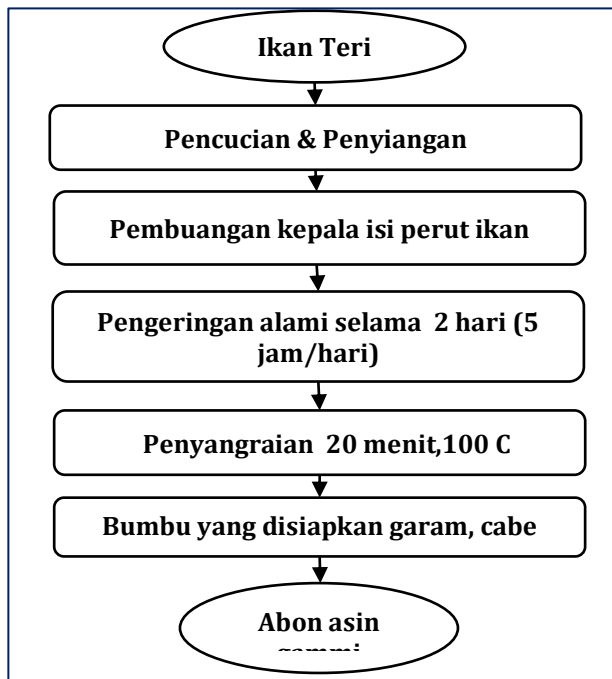 Ikan Teri
Pencucian & Penyiangan
Pembuangan kepala isi perut ikan
Pengeringan alami selama 2 hari (5
jam/hari)
Penyangraian 20 menit,100 C
Bumbu yang disiapkan garam, cabe
Abon asin